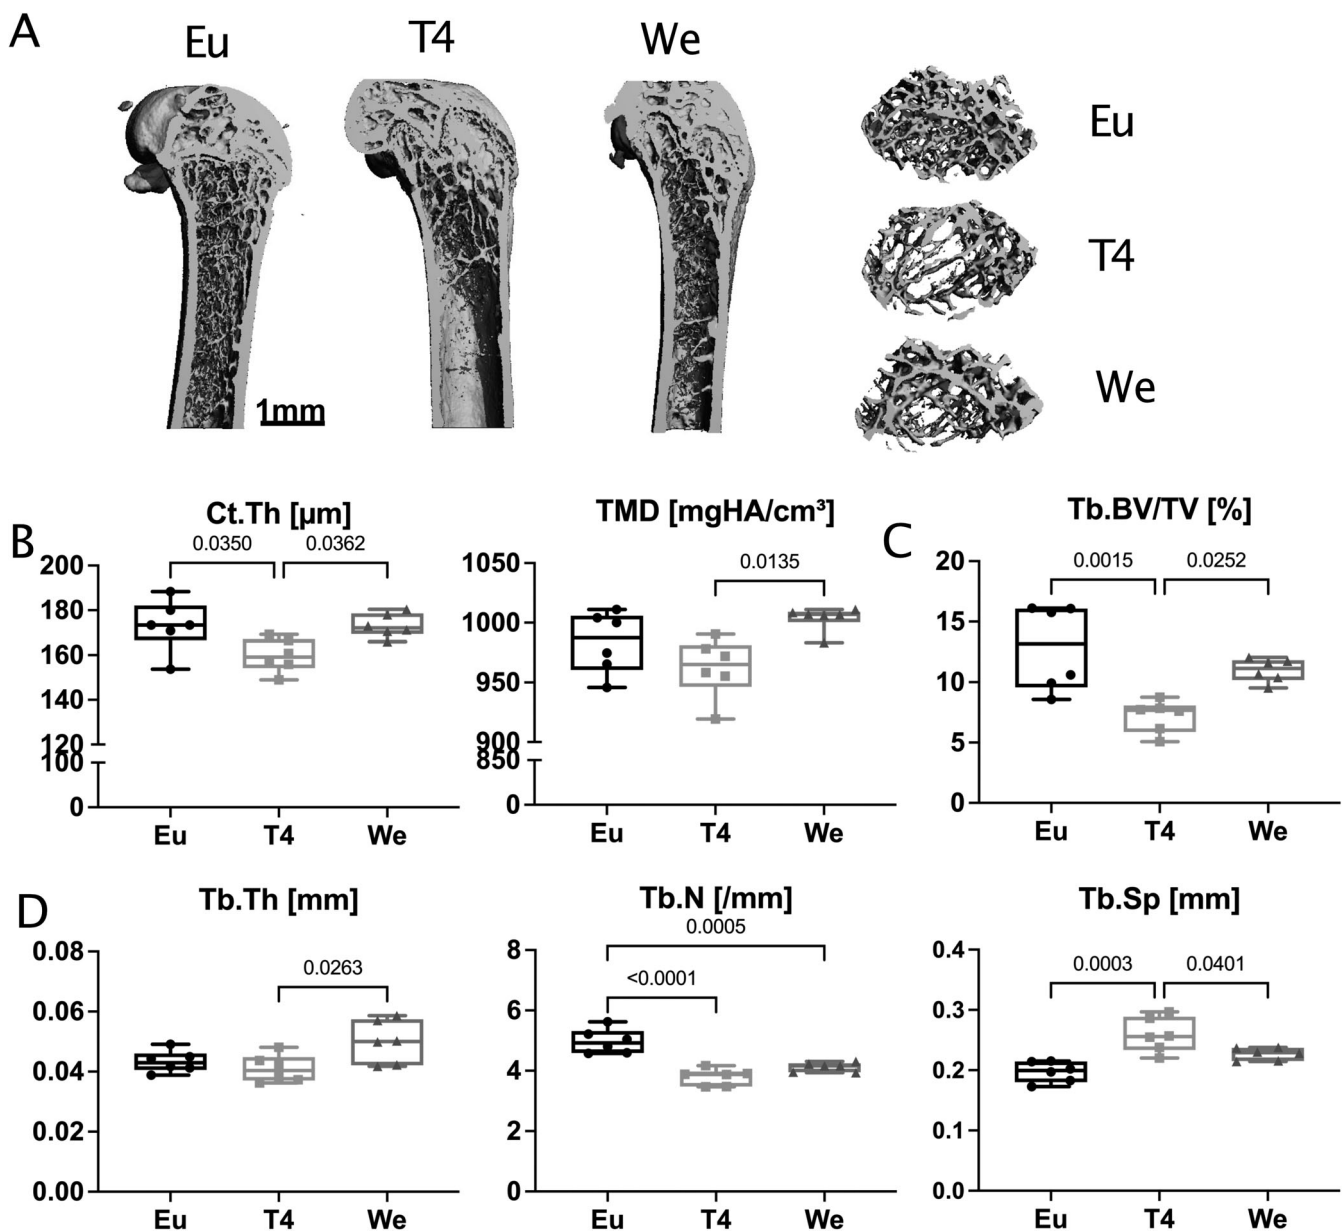 A
Eu
T4
We
Eu
T4
We
1mm
B
Ct.Th [µm]
0.0350
0.0362
200
180
160
140
120
100
0
Eu
T4
We
TMD [mgHA/cm³]
0.0135
1050
1000
950
900
850
0
Eu
T4
We
C
Tb.BV/TV [%]
0.0015
0.0252
20
15
10
5
0
Eu
T4
We
D
Tb.Th [mm]
0.0263
0.08
0.06
0.04
0.02
0.00
Eu
T4
We
Tb.N [/mm]
0.0005
<0.0001
8
6
4
2
0
Eu
T4
We
Tb.Sp [mm]
0.0003
0.0401
0.4
0.3
0.2
0.1
0.0
Eu
T4
We